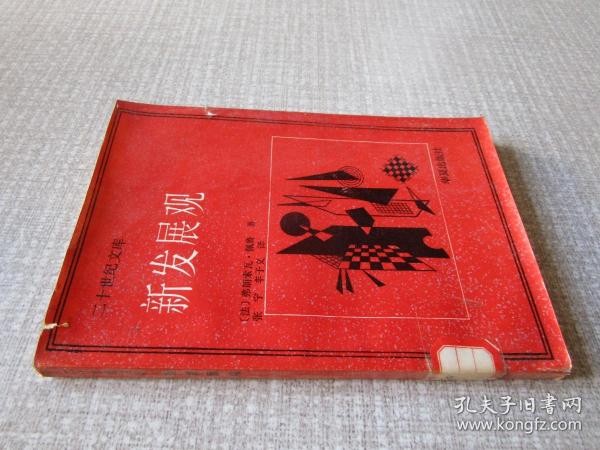 二十世纪文库
新发展观
〔法〕弗朗索瓦·佩鲁 著
张宁 丰子义 译
华夏出版社
孔夫子旧书网
www.kongfz.com